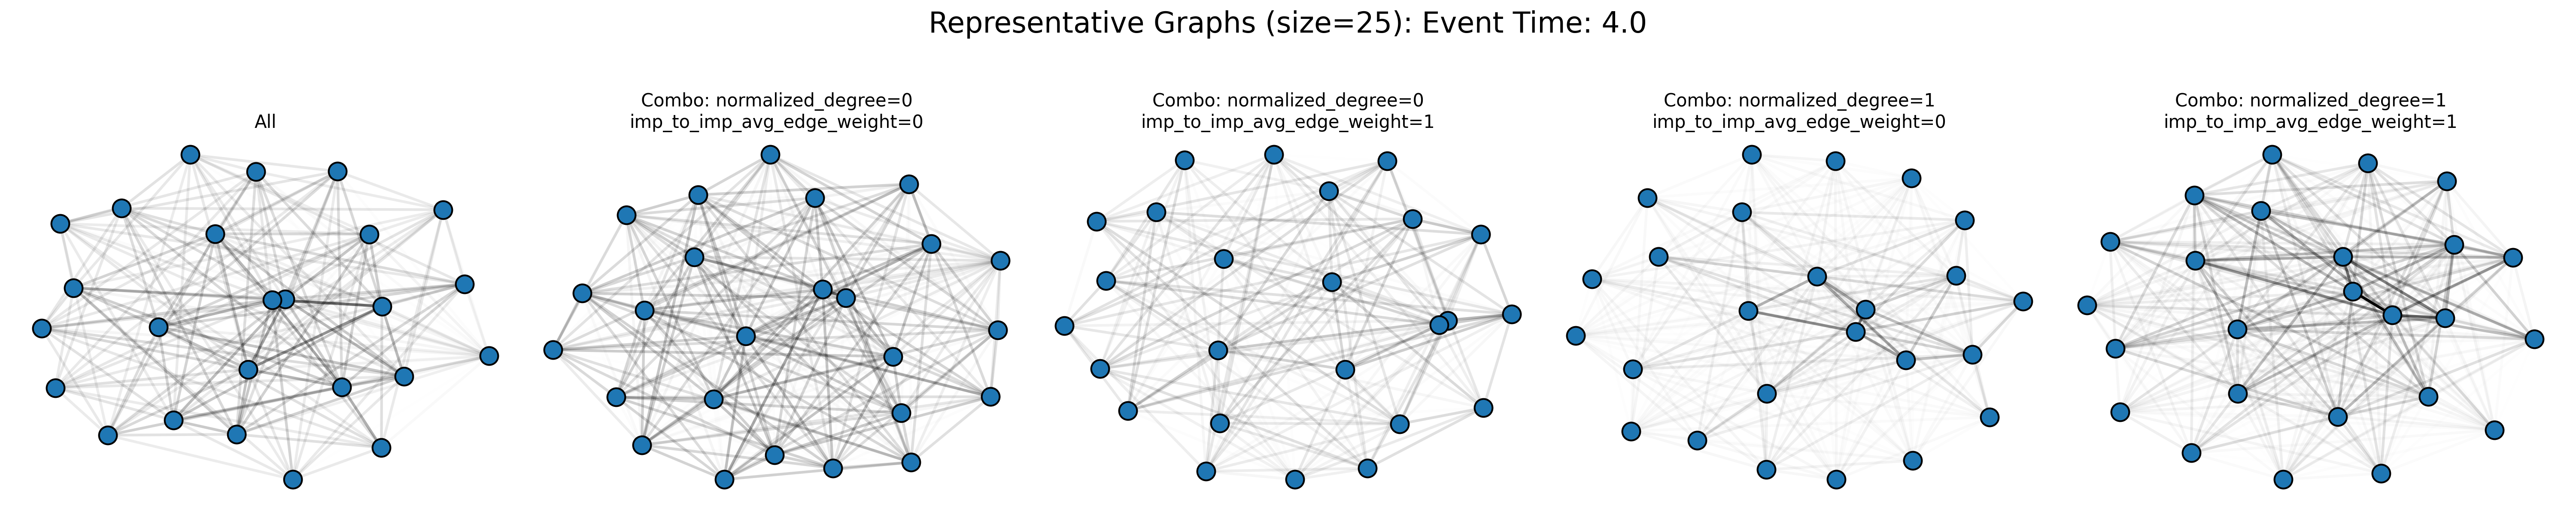 Representative Graphs (size=25): Event Time: 4.0
All
Combo: normalized_degree=0
imp_to_imp_avg_edge_weight=0
Combo: normalized_degree=0
imp_to_imp_avg_edge_weight=1
Combo: normalized_degree=1
imp_to_imp_avg_edge_weight=0
Combo: normalized_degree=1
imp_to_imp_avg_edge_weight=1